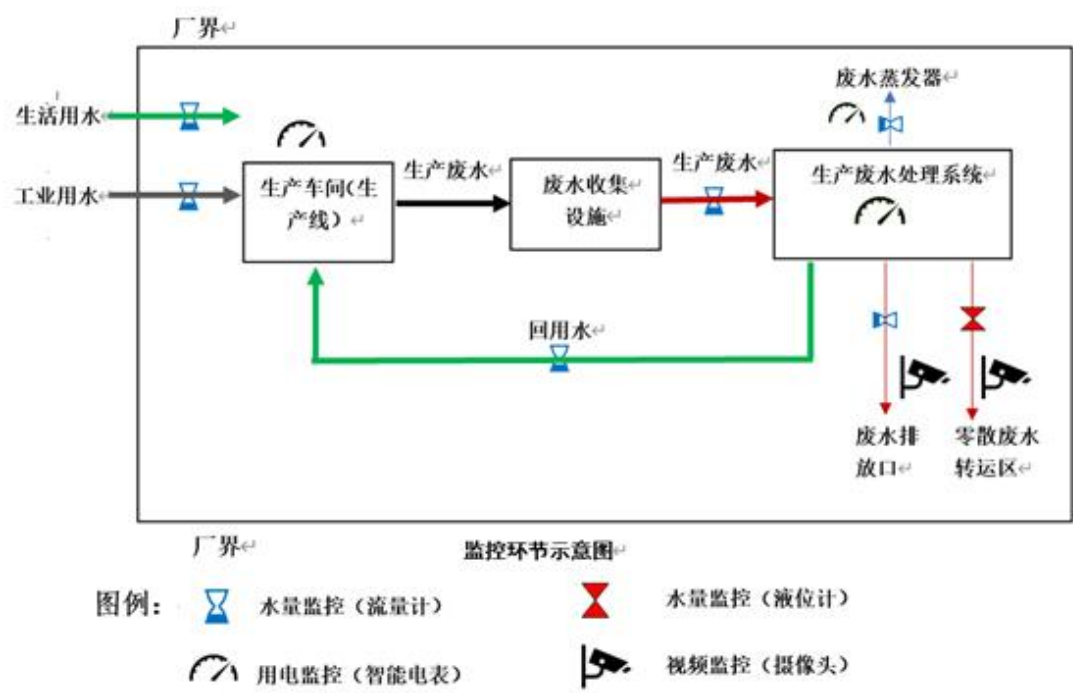 厂界
生活用水
工业用水
生产车间（生
产线）
生产废水
废水收集
设施
生产废水
废水蒸发器
生产废水处理系统
回用水
废水排
放口
零散废水
转运区
厂界
监控环节示意图
图例：
水量监控（流量计）
水量监控（液位计）
用电监控（智能电表）
视频监控（摄像头）